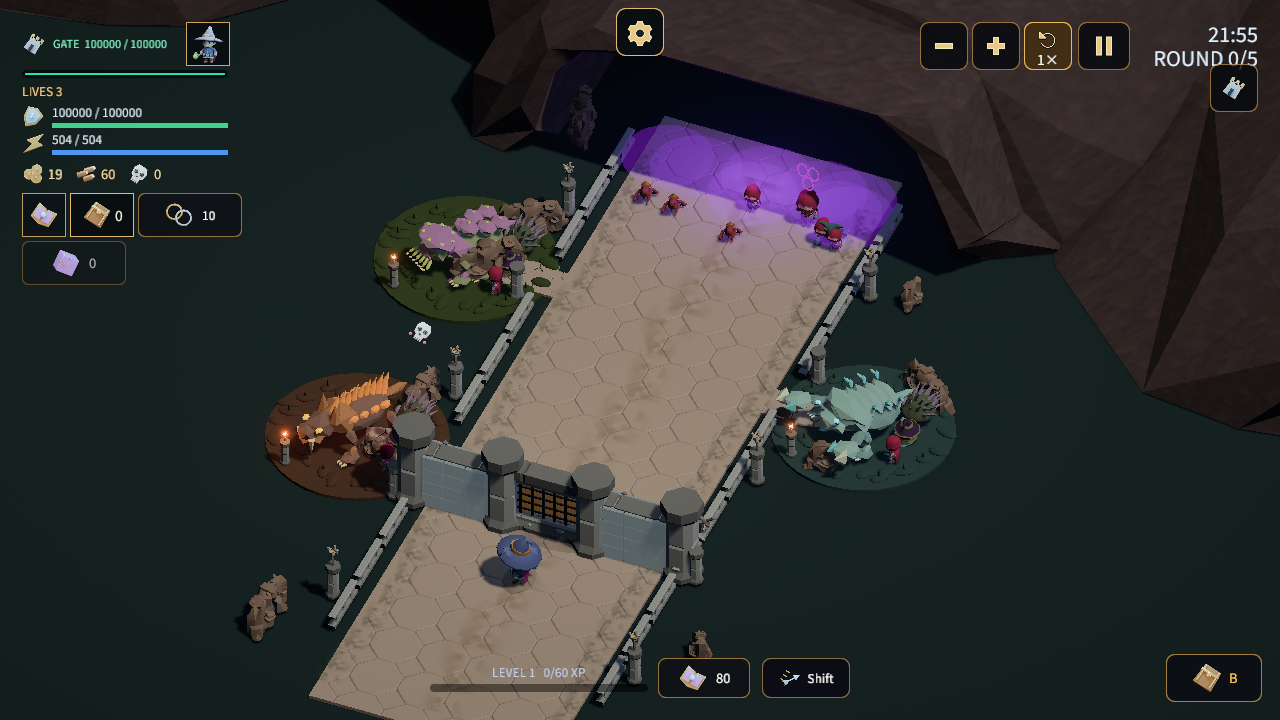 GATE 100000 / 100000
LIVES 3
100000 / 100000
504 / 504
19 60 0
0 10
0
1×
21:55
ROUND 0/5
LEVEL 1 0/60 XP
80
Shift
B